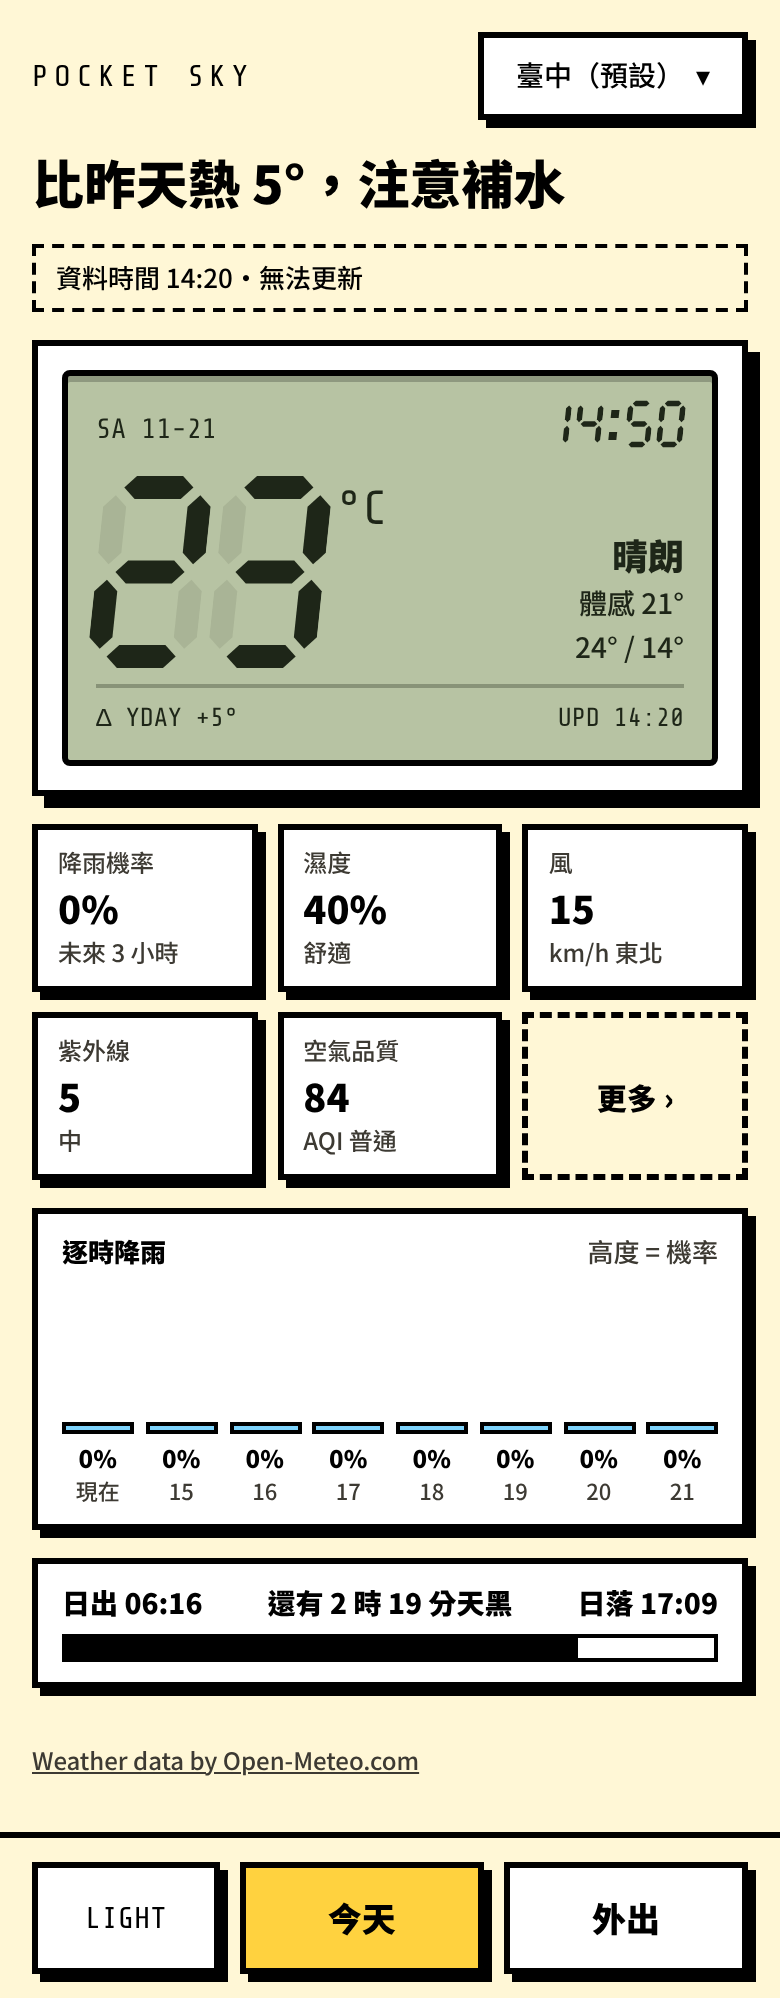 POCKET SKY
臺中（預設） ▼
比昨天熱 5°，注意補水
資料時間 14:20・無法更新
SA 11-21
14:50
23°C
晴朗
體感 21°
24° / 14°
Δ YDAY +5°
UPD 14:20
降雨機率
0%
未來 3 小時
濕度
40%
舒適
風
15
km/h 東北
紫外線
5
中
空氣品質
84
AQI 普通
更多 ›
逐時降雨
高度 = 機率
0% 0% 0% 0% 0% 0% 0% 0%
現在 15 16 17 18 19 20 21
日出 06:16
還有 2 時 19 分天黑
日落 17:09
Weather data by Open-Meteo.com
LIGHT
今天
外出